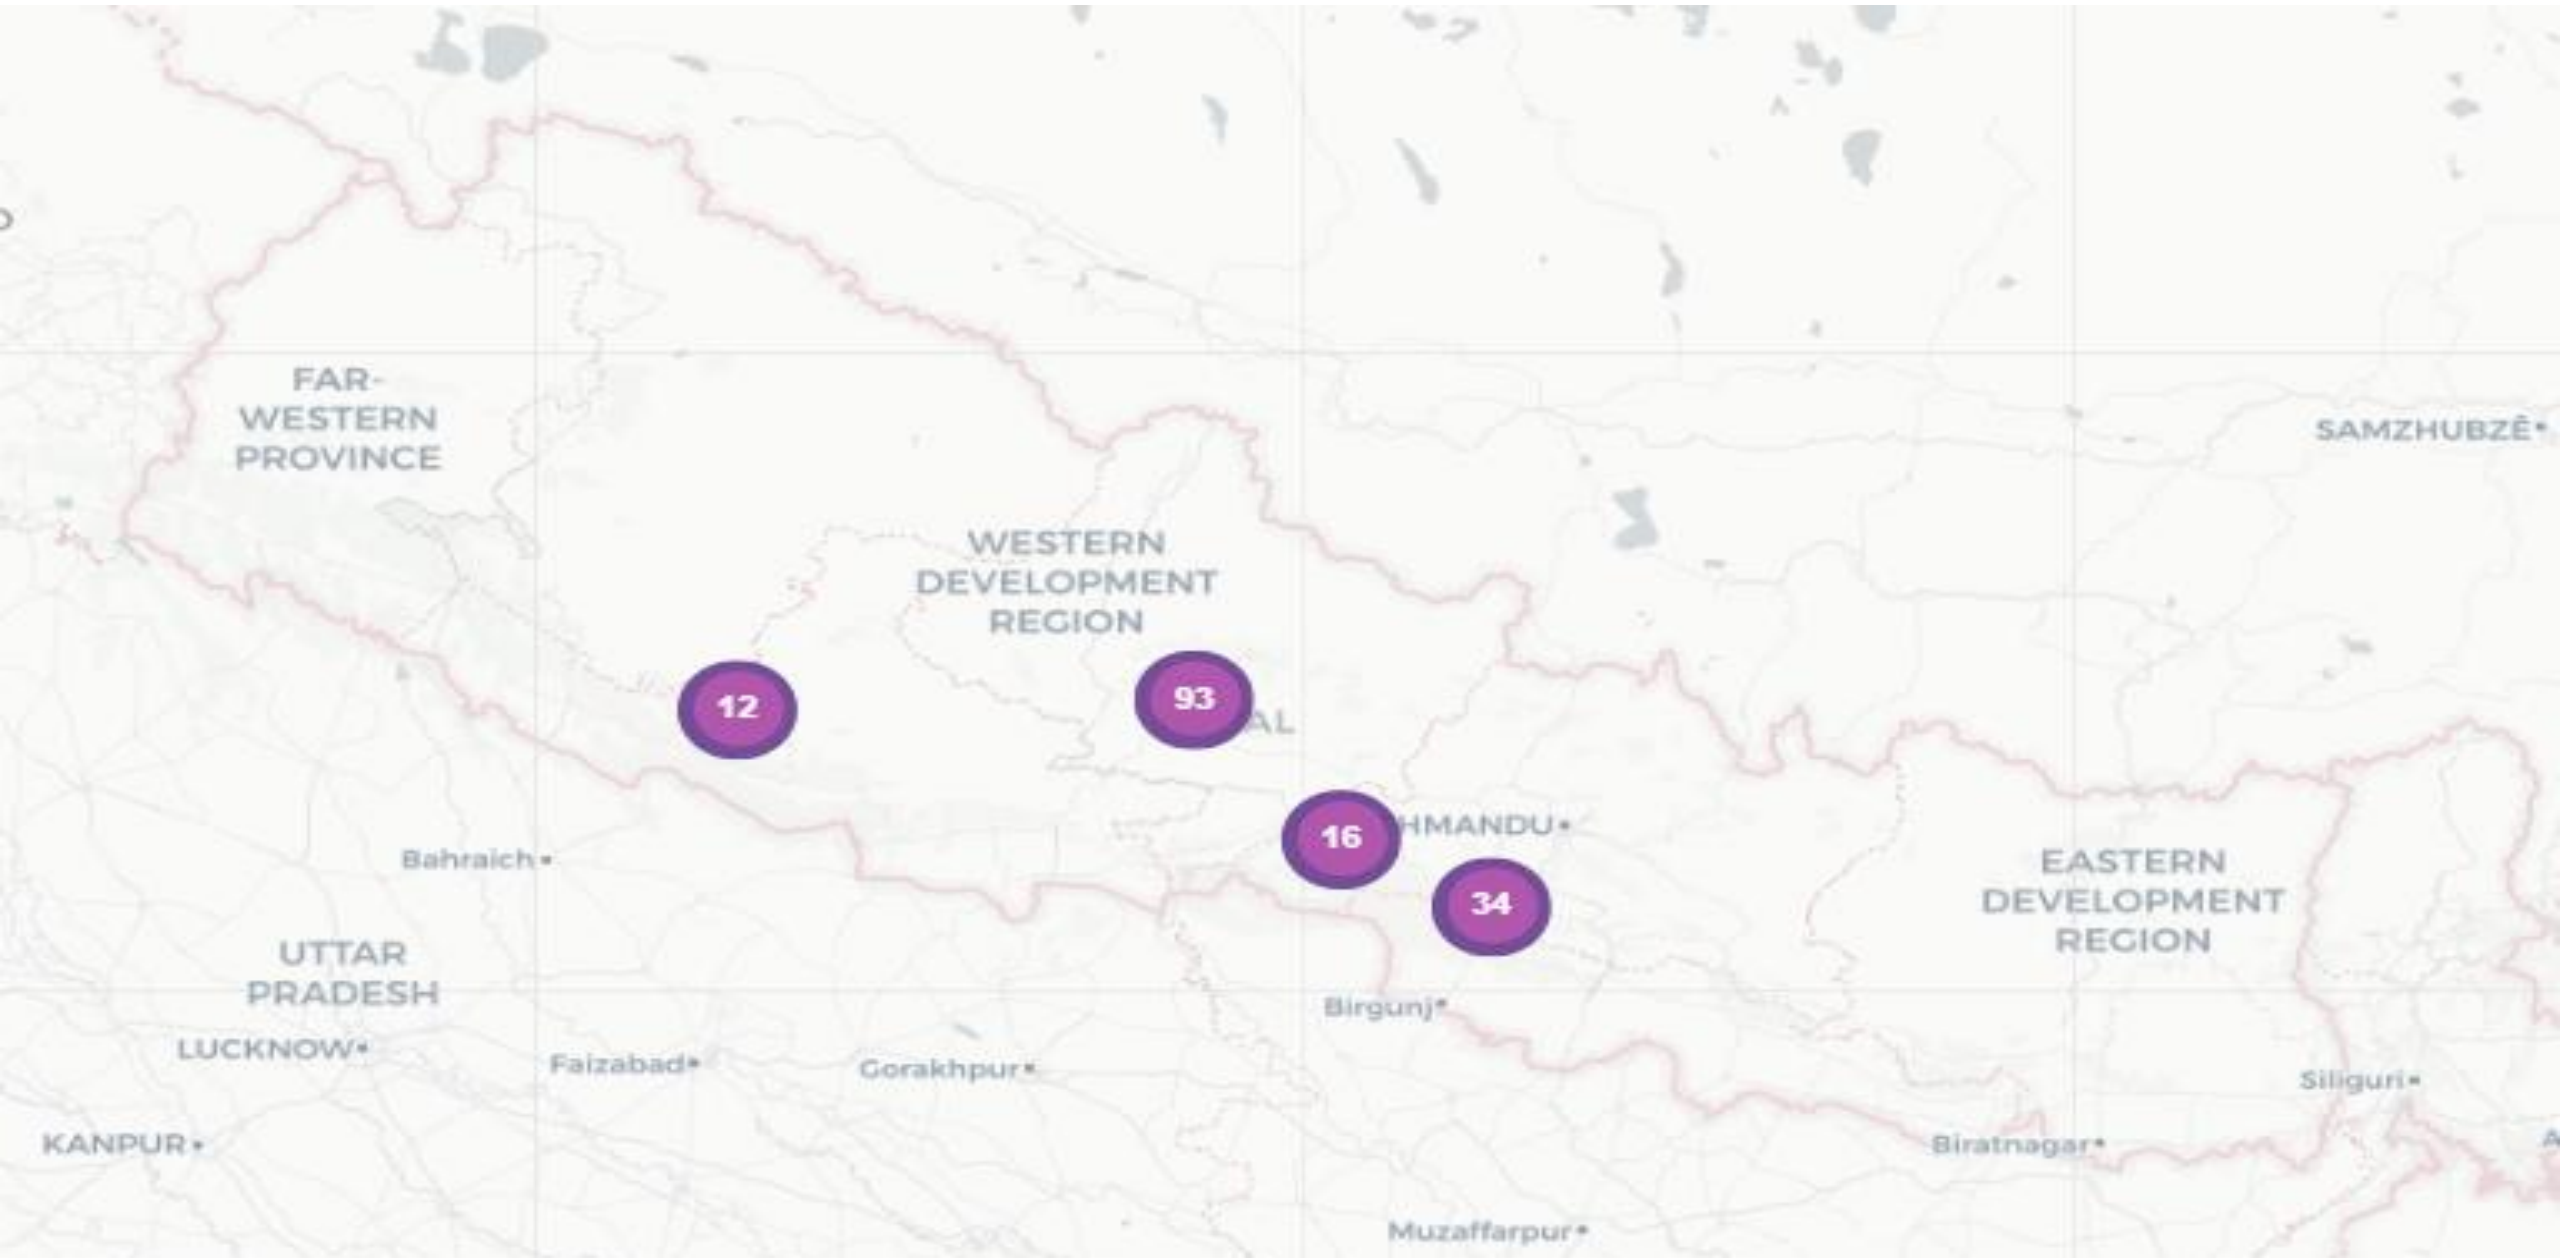 FAR-
WESTERN
PROVINCE
SAMZHUBZÊ
WESTERN
DEVELOPMENT
REGION
12
93
AL
16
HMANDU
34
Bahraich
EASTERN
DEVELOPMENT
REGION
UTTAR
PRADESH
Birgunj
LUCKNOW
Faizabad
Gorakhpur
Siliguri
KANPUR
Biratnagar
A
Muzaffarpur